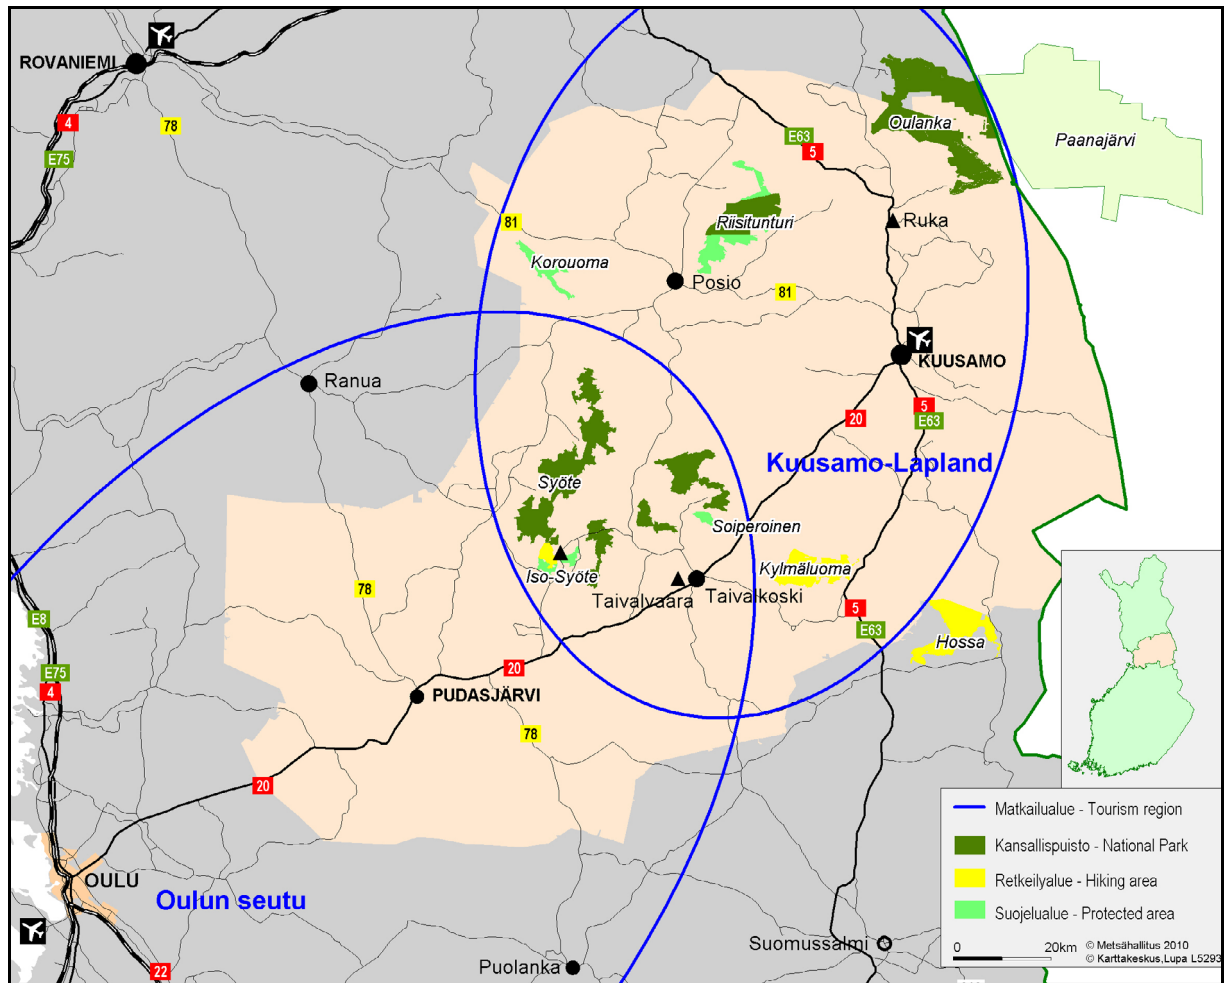 ROVANIEMI
4
78
E75
E63
5
Oulanka
Paanajärvi
81
Riisitunturi
Ruka
Korouoma
Posio
81
KUUSAMO
Ranua
5
20
E63
Kuusamo-Lapland
Syöte
Soiperoinen
Iso-Syöte
Kylmäluoma
78
Taivalvaara
Taivalkoski
5
E8
E63
Hossa
E75
20
4
PUDASJÄRVI
78
20
OULU
Oulun seutu
Suomussalmi
Puolanka
22
Matkailualue - Tourism region
Kansallispuisto - National Park
Retkeilyalue - Hiking area
Suojelualue - Protected area
0 20km
© Metsähallitus 2010
© Karttakeskus,Lupa L5293